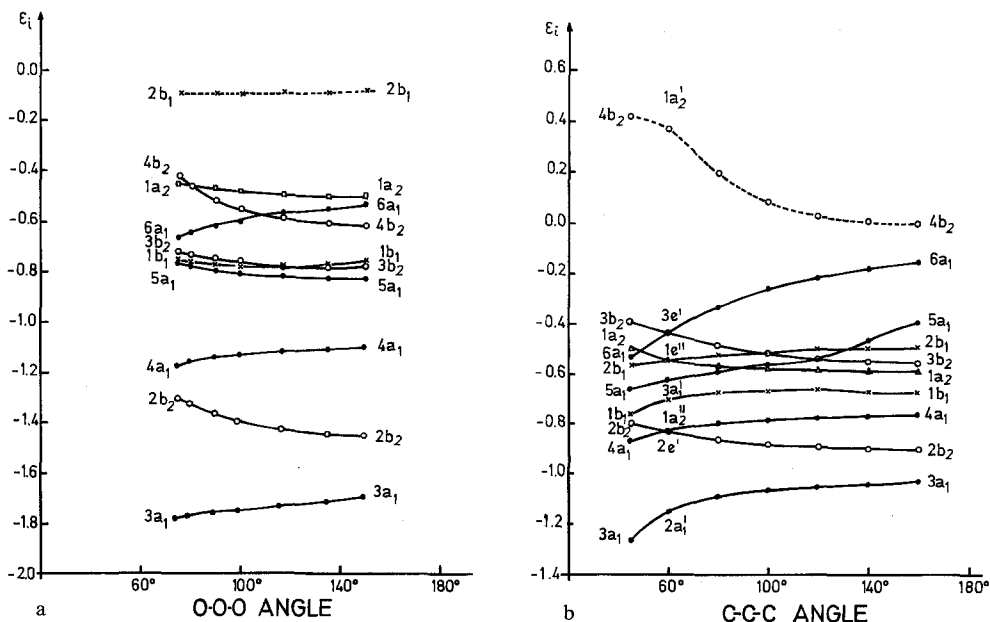 εi
0.0
-0.4
-0.6
-0.8
-1.0
-1.2
-1.4
-1.6
-1.8
-2.0
2b1
2b1
4b2
1a2
1a2
6a1
6a1
4b2
3b2
1b1
5a1
1b1
3b2
5a1
4a1
4a1
2b2
2b2
3a1
3a1
60°
100°
140°
180°
a
O-O-O ANGLE
εi
0.6
0.4
0.2
0.0
-0.2
-0.4
-0.6
-0.8
-1.0
-1.2
-1.4
4b2
1a2'
4b2
6a1
3b2
3e'
5a1
1a2
6a1
1e"
2b1
2b1
3b2
1a2
5a1
3a1'
1b1
1b1
2b2
1a2"
4a1
4a1
2e'
2b2
3a1
2a1'
3a1
60°
100°
140°
180°
b
C-C-C ANGLE